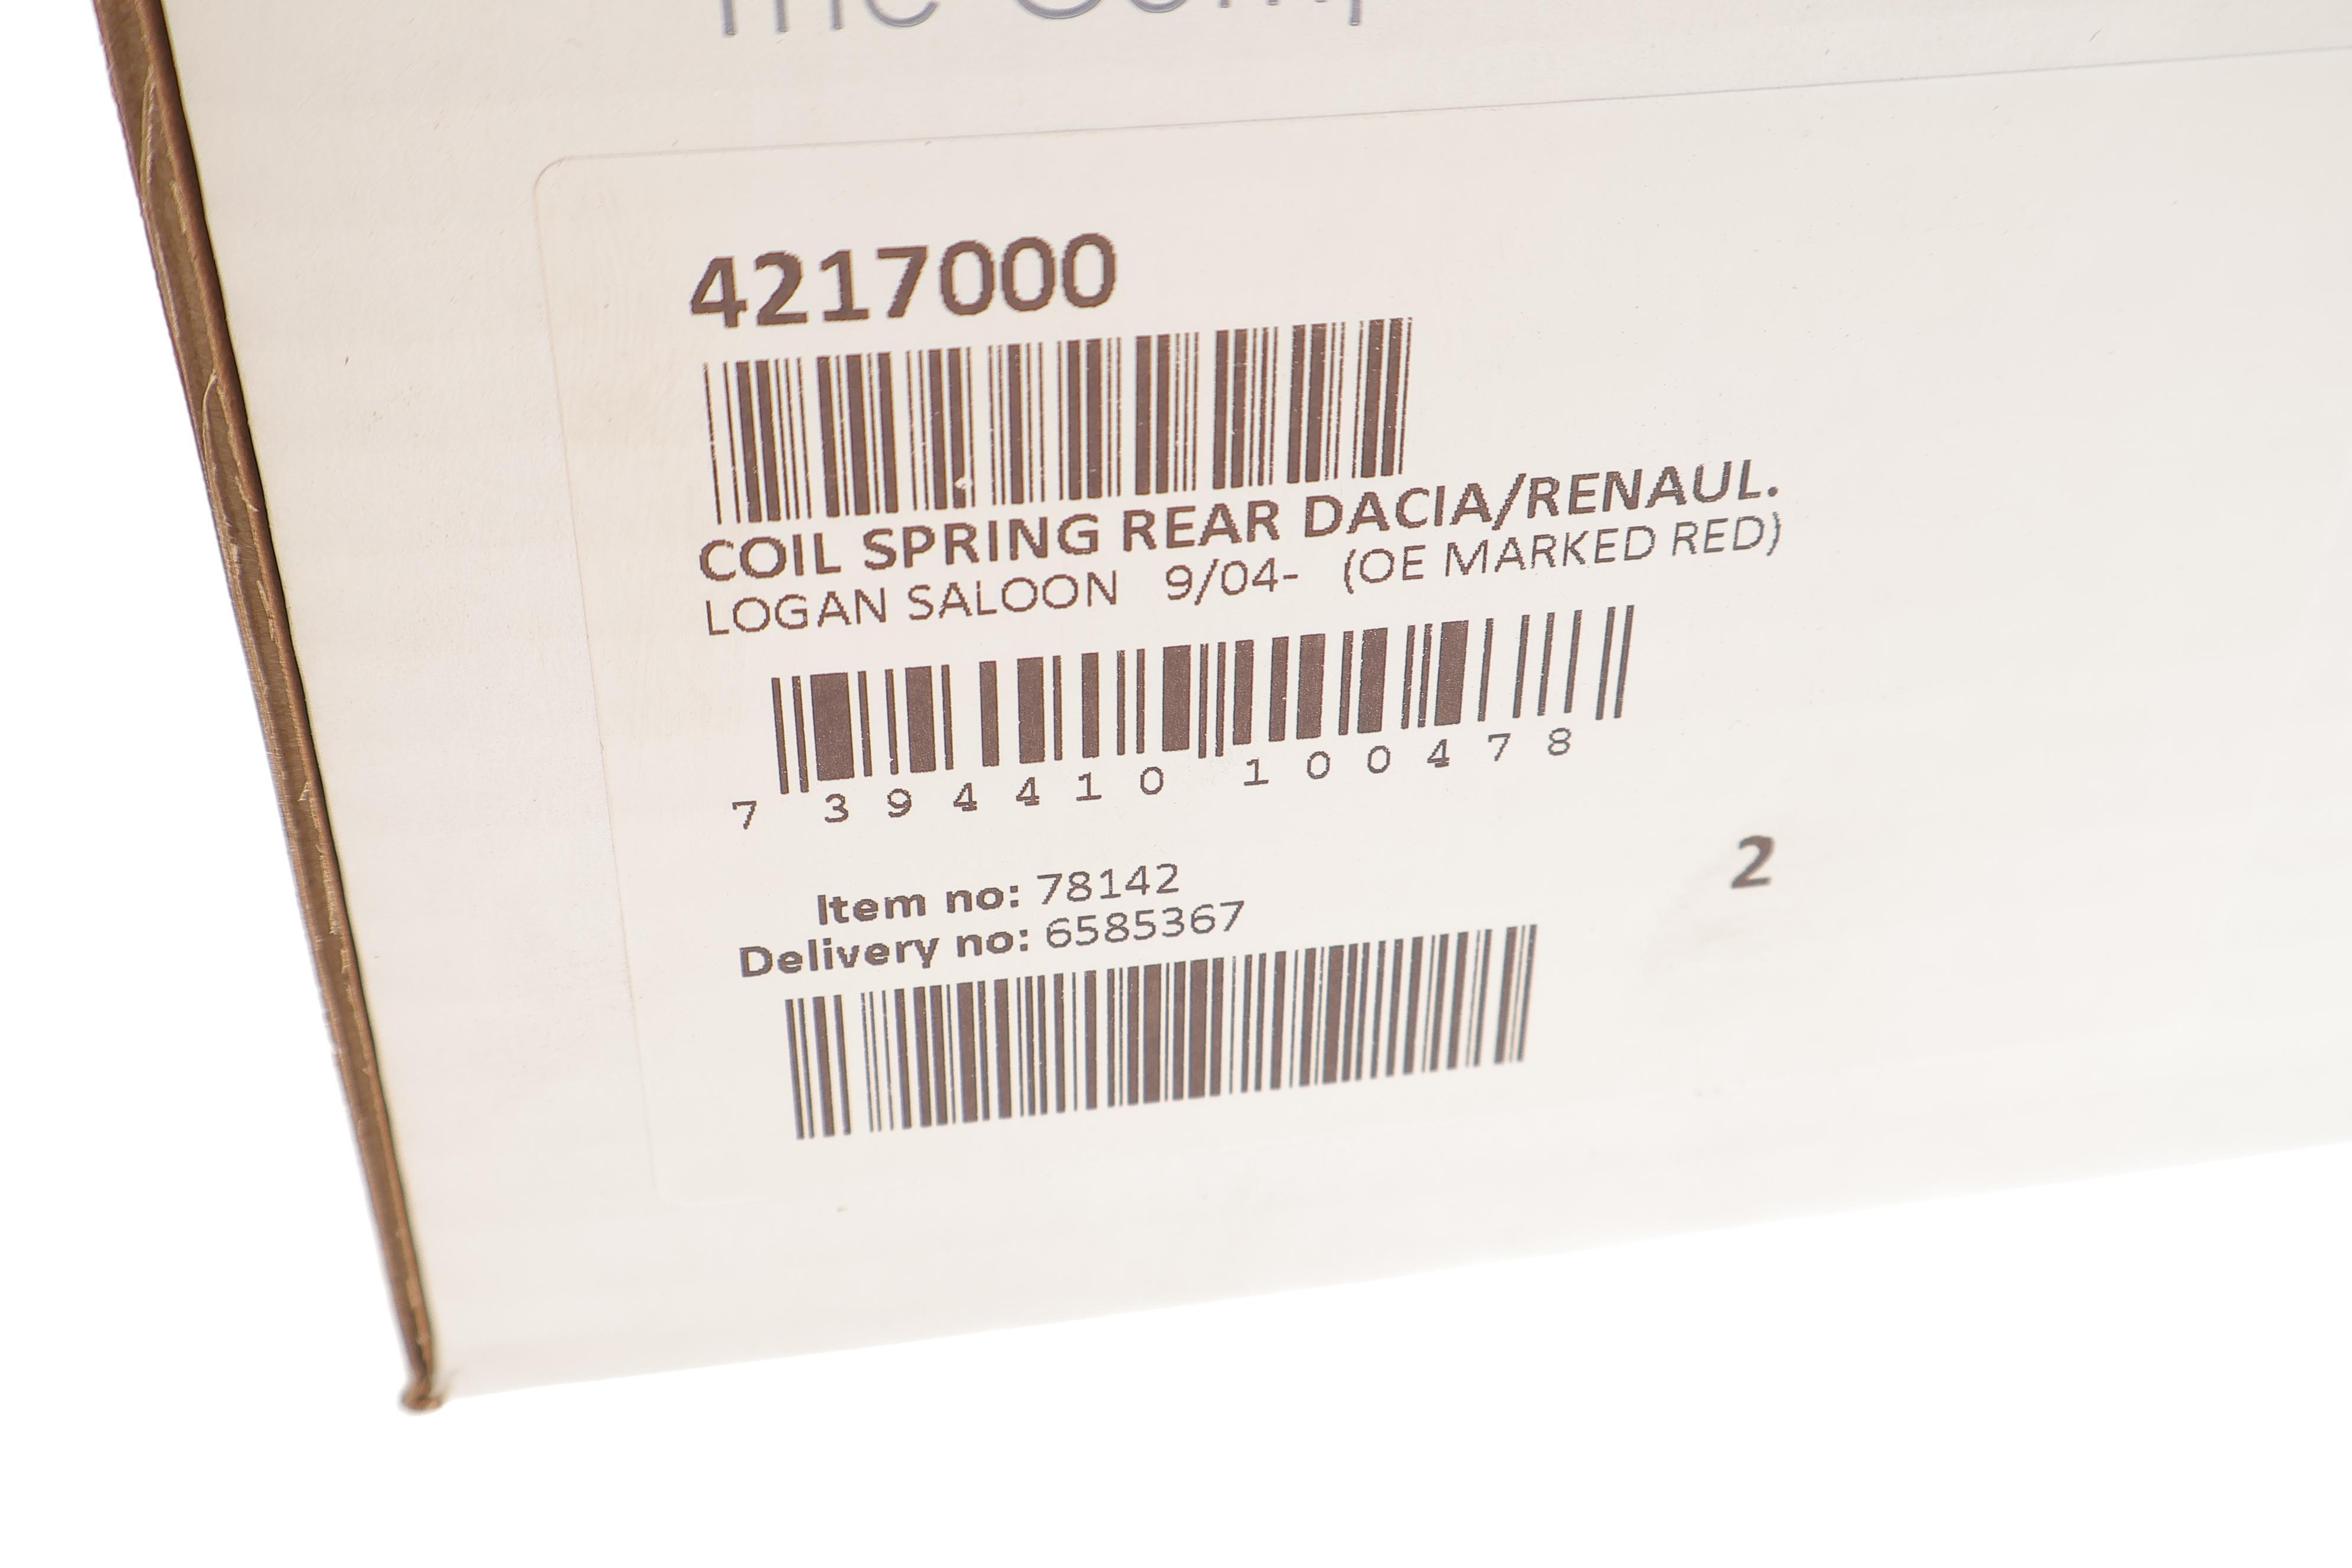 The
4217000
COIL SPRING REAR DACIA/RENAUL.
LOGAN SALOON 9/04- (OE MARKED RED)
7 394410 100478
2
Item no: 78142
Delivery no: 6585367